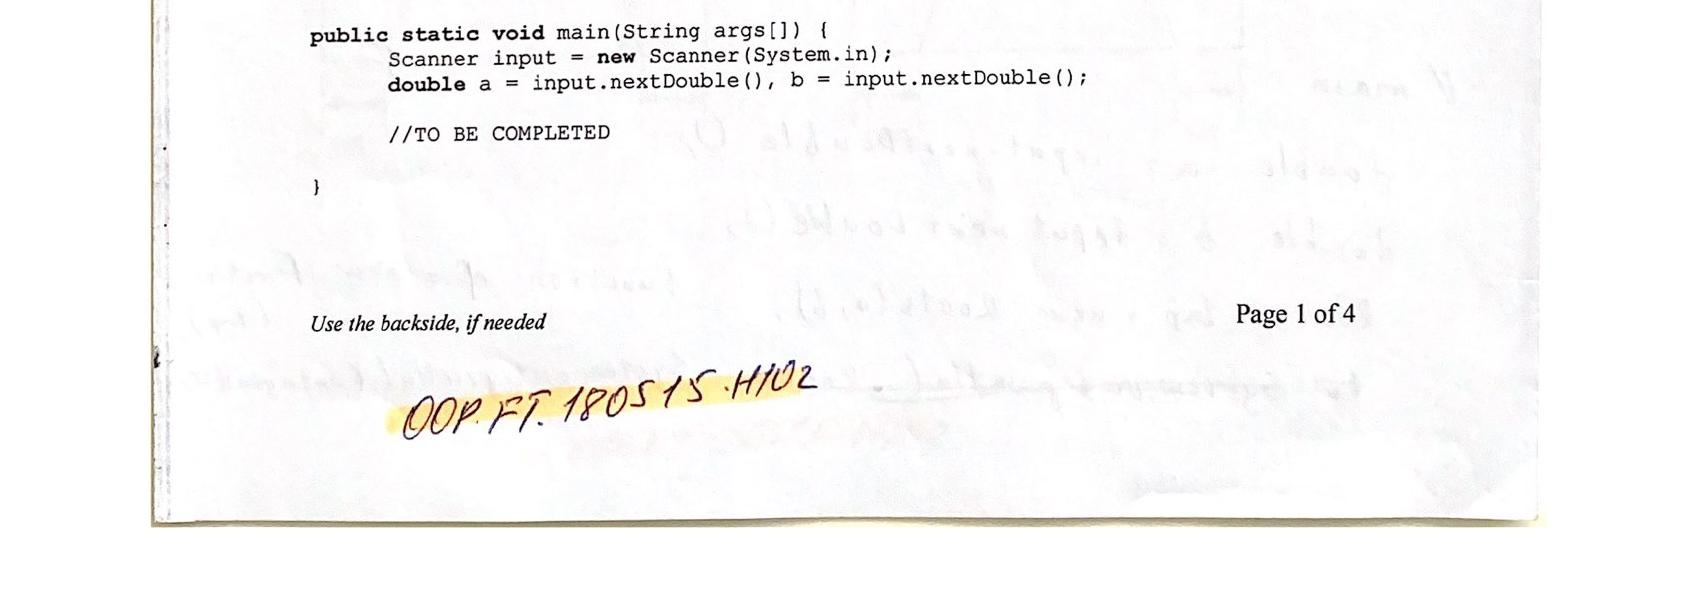 public static void main(String args[]) {
Scanner input = new Scanner(System.in);
double a = input.nextDouble(), b = input.nextDouble();
//TO BE COMPLETED
}
Use the backside, if needed
Page 1 of 4
OOP.FT.180515.H102